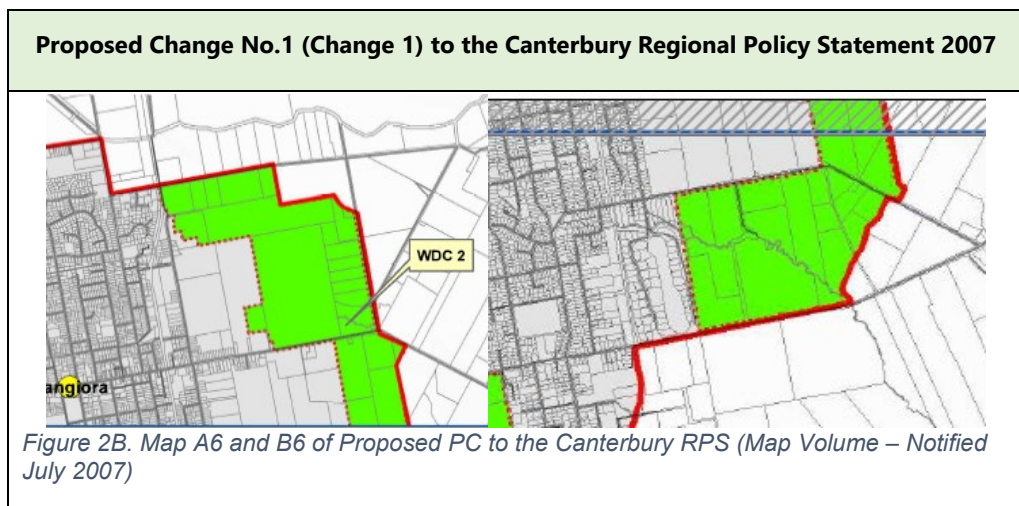 Proposed Change No.1 (Change 1) to the Canterbury Regional Policy Statement 2007
WDC 2
angiora
Figure 2B. Map A6 and B6 of Proposed PC to the Canterbury RPS (Map Volume – Notified
July 2007)